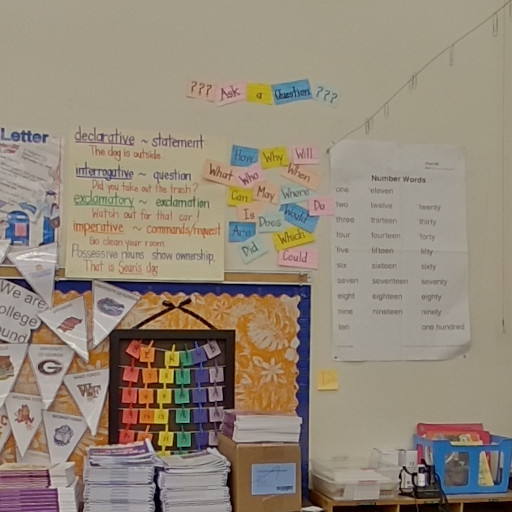 ??? Ask a Question ???
Letter
declarative ~ statement
The dog is outside.
interrogative ~ question
Did you take out the trash?
exclamatory ~ exclamation
Watch out for that car!
imperative ~ commands/request
Go clean your room.
Possessive nouns show ownership.
That is Sean's dog
How Why Will
What Who When
Can May Where
Is Does Would Do
Are Which
Did Could
Number Words
one eleven
two twelve twenty
three thirteen thirty
four fourteen forty
five fifteen fifty
six sixteen sixty
seven seventeen seventy
eight eighteen eighty
nine nineteen ninety
ten one hundred
We are
college
ound
G